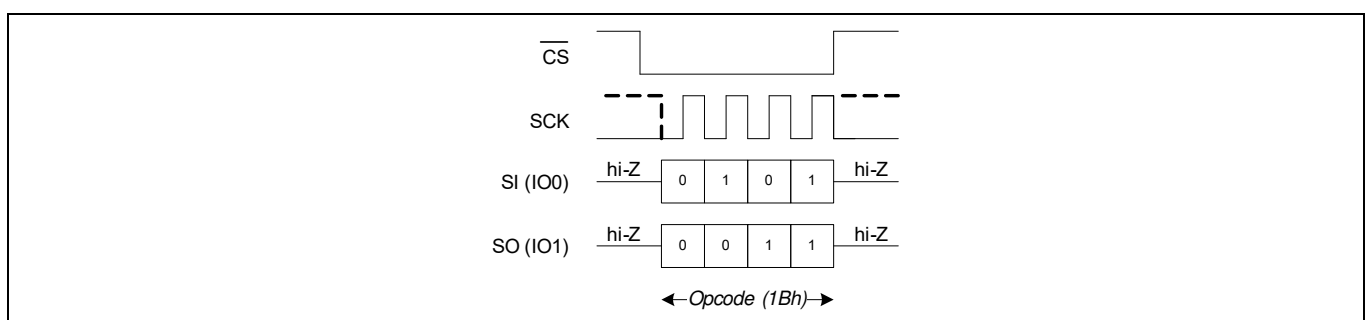 CS
SCK
SI (IO0) hi-Z 0 1 0 1 hi-Z
SO (IO1) hi-Z 0 0 1 1 hi-Z
Opcode (1Bh)